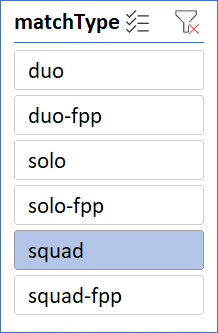 matchType
duo
duo-fpp
solo
solo-fpp
squad
squad-fpp